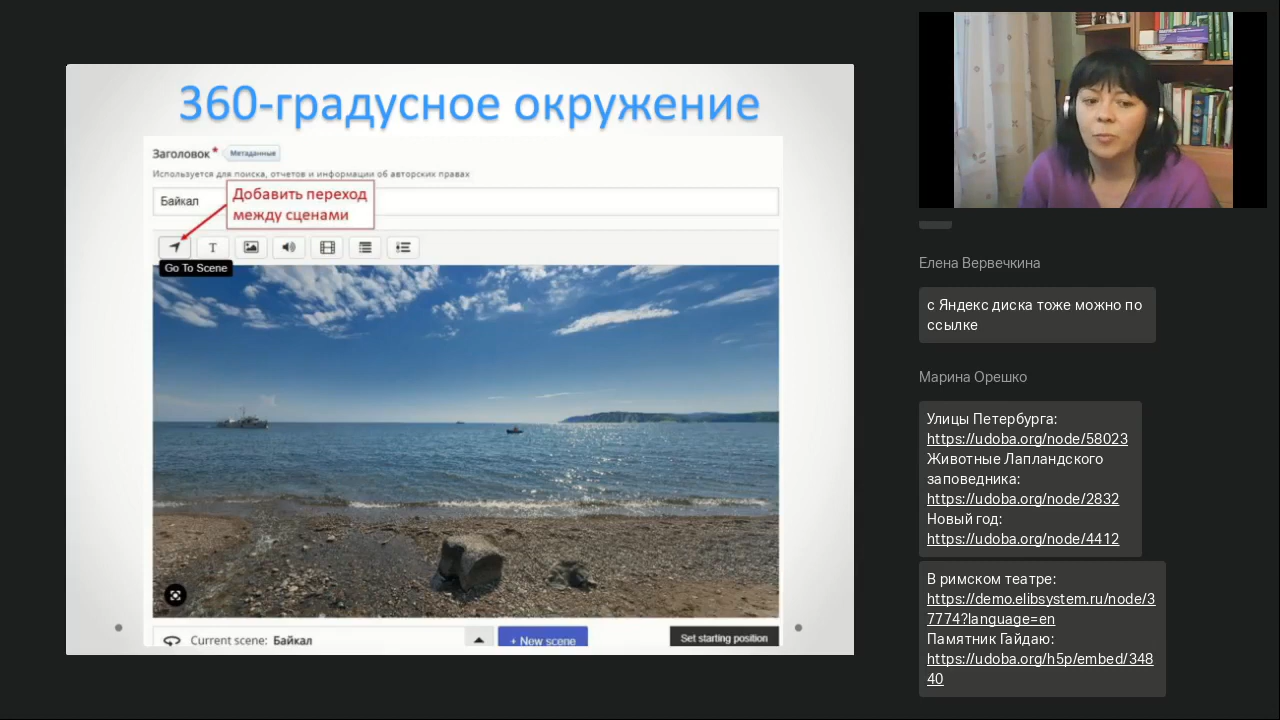 360-градусное окружение
Заголовок * Метаданные
Используется для поиска, отчетов и информации об авторских правах
Байкал
Добавить переход
между сценами
T
Go To Scene
Current scene: Байкал
+ New scene
Set starting position
Елена Вервечкина
с Яндекс диска тоже можно по
ссылке
Марина Орешко
Улицы Петербурга:
https://udoba.org/node/58023
Животные Лапландского
заповедника:
https://udoba.org/node/2832
Новый год:
https://udoba.org/node/4412
В римском театре:
https://demo.elibsystem.ru/node/3
7774?language=en
Памятник Гайдаю:
https://udoba.org/h5p/embed/348
40